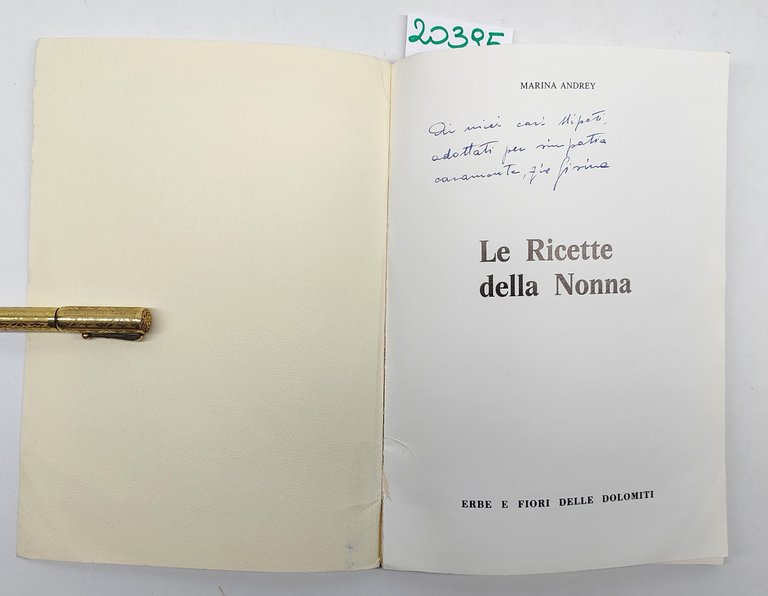 20395
MARINA ANDREY
Ai miei cari Nipoti,
adottati per simpatia
caramente, zia Gisina
Le Ricette
della Nonna
ERBE E FIORI DELLE DOLOMITI